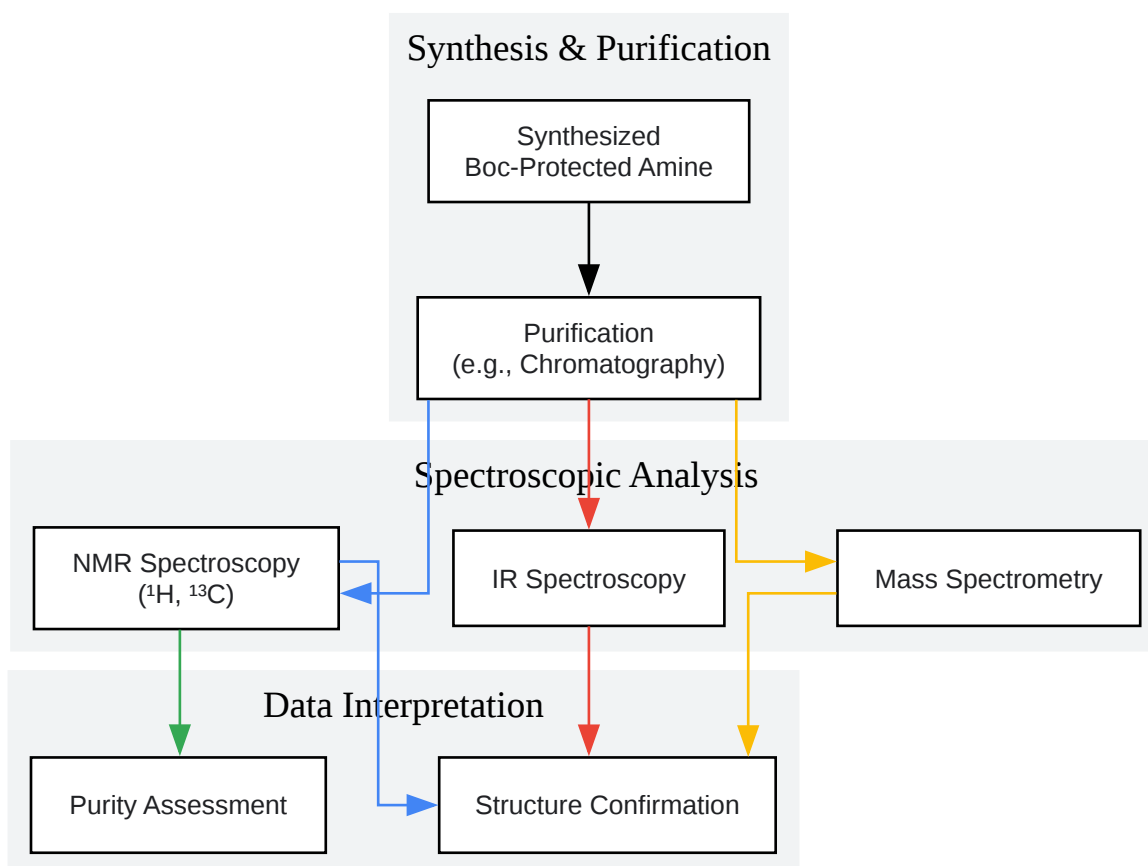 Synthesis & Purification
Synthesized
Boc-Protected Amine
Purification
(e.g., Chromatography)
Spectroscopic Analysis
NMR Spectroscopy
(¹H, ¹³C)
IR Spectroscopy
Mass Spectrometry
Data Interpretation
Purity Assessment
Structure Confirmation